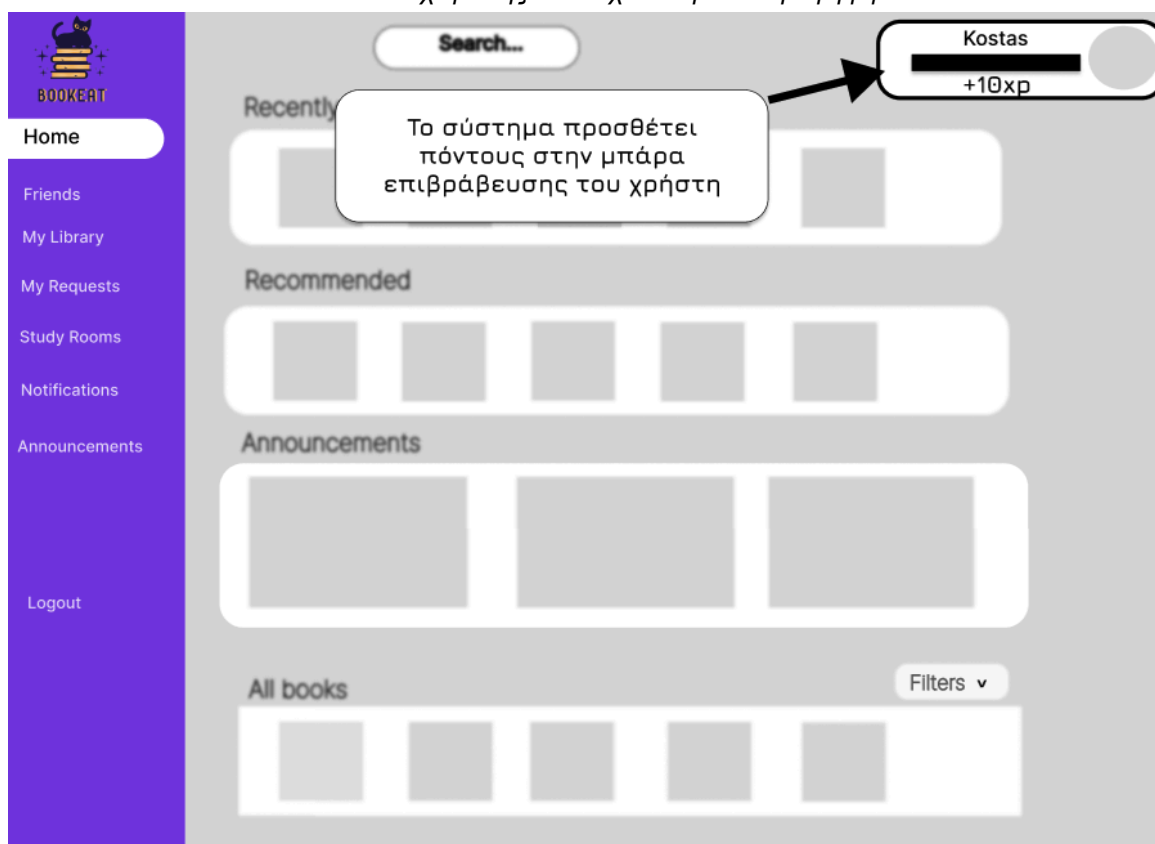 Search...
Kostas
+10xp
BOOKEAT
Recently
Το σύστημα προσθέτει
πόντους στην μπάρα
επιβράβευσης του χρήστη
Home
Friends
My Library
My Requests
Study Rooms
Notifications
Announcements
Logout
Recommended
Announcements
All books
Filters